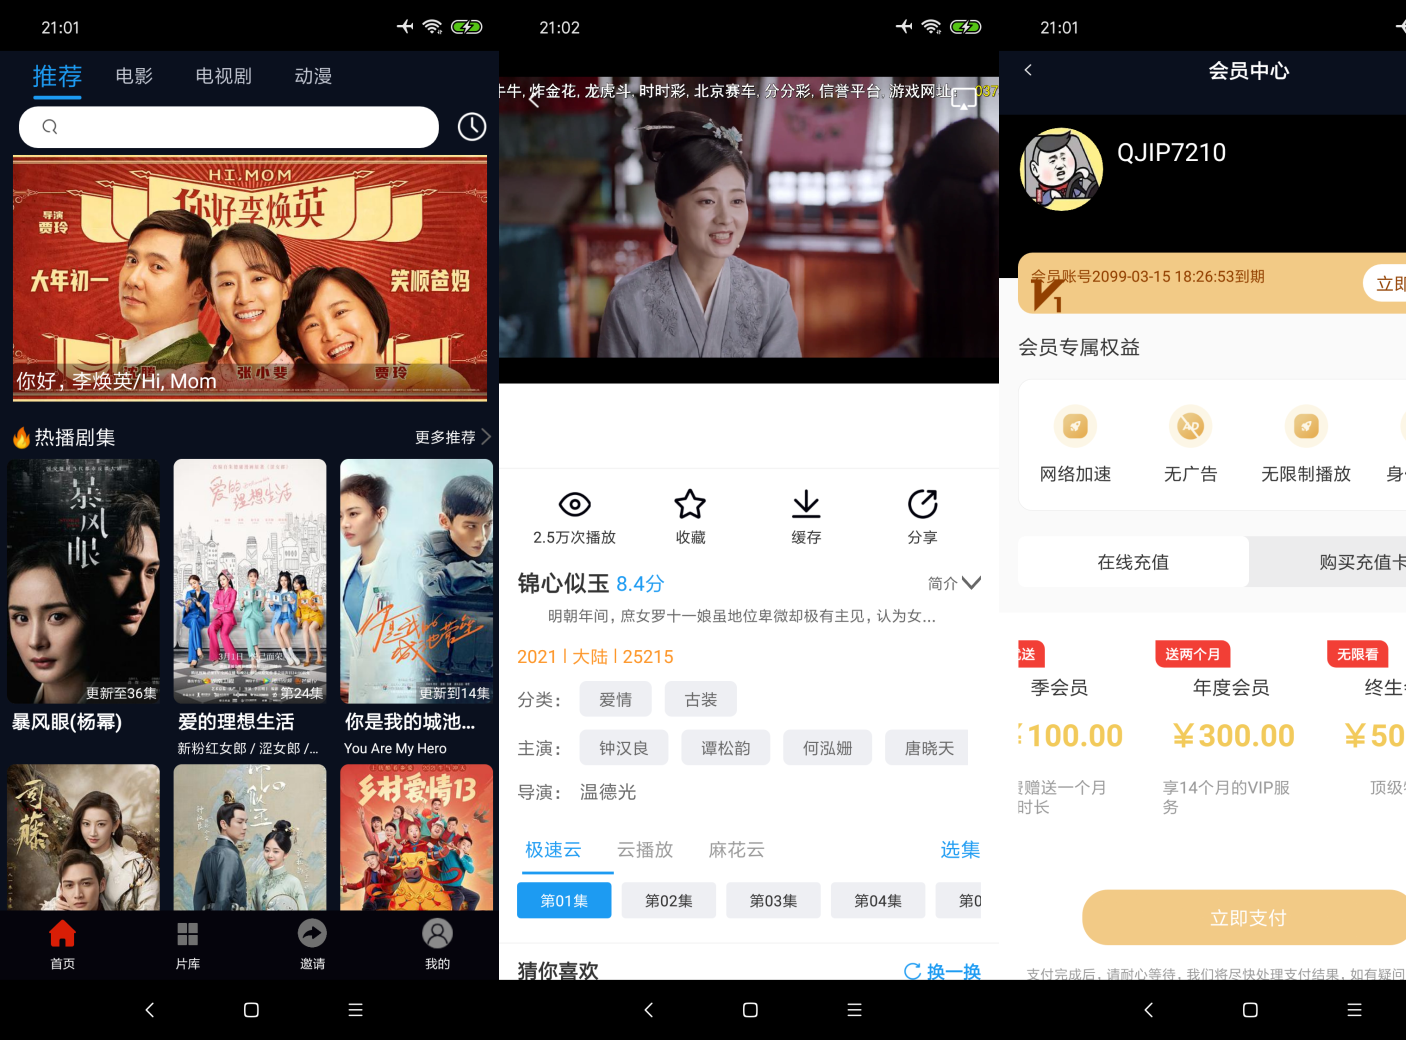 21:01
推荐
电影
电视剧
动漫
HI,MOM
你好李焕英
导演
贾玲
大年初一
笑顺爸妈
沈腾
张小斐
贾玲
你好，李焕英/Hi, Mom
热播剧集
更多推荐
暴风眼
更新至36集
爱的理想生活
3月1日
第24集
你是我的城池营垒
更新到14集
暴风眼(杨幂)
爱的理想生活
你是我的城池...
新粉红女郎 / 涩女郎 /...
You Are My Hero
司藤
乡村爱情13
首页
片库
邀请
我的
21:02
牛牛, 炸金花, 龙虎斗, 时时彩, 北京赛车, 分分彩, 信誉平台, 游戏网址: 037
2.5万次播放
收藏
缓存
分享
锦心似玉 8.4分
简介
明朝年间，庶女罗十一娘虽地位卑微却极有主见，认为女...
2021 | 大陆 | 25215
分类：
爱情
古装
主演：
钟汉良
谭松韵
何泓姗
唐晓天
导演：
温德光
极速云
云播放
麻花云
选集
第01集
第02集
第03集
第04集
第0
猜你喜欢
换一换
21:01
会员中心
QJIP7210
会员账号2099-03-15 18:26:53到期
V1
立即
会员专属权益
AD
网络加速
无广告
无限制播放
身
在线充值
购买充值卡
送
送两个月
无限看
季会员
年度会员
终生
¥100.00
¥300.00
¥50
赠送一个月
时长
享14个月的VIP服
务
顶级
立即支付
支付完成后，请耐心等待，我们将尽快处理支付结果，如有疑问